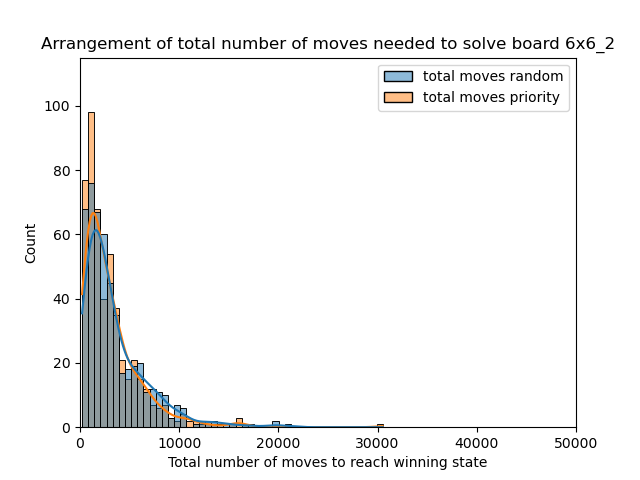 Arrangement of total number of moves needed to solve board 6x6_2
total moves random
total moves priority
100
80
60
40
20
0
Count
0 10000 20000 30000 40000 50000
Total number of moves to reach winning state